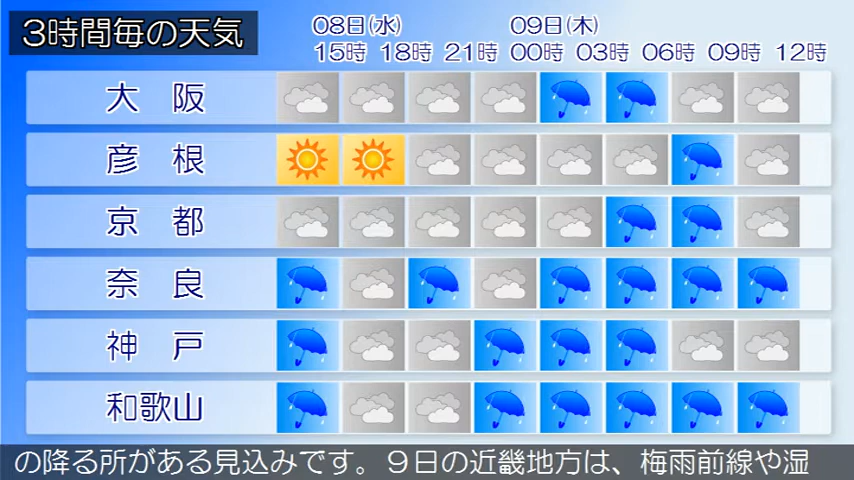 3時間毎の天気
08日(水) 09日(木)
15時 18時 21時 00時 03時 06時 09時 12時
大 阪
彦 根
京 都
奈 良
神 戸
和歌山
の降る所がある見込みです。９日の近畿地方は、梅雨前線や湿